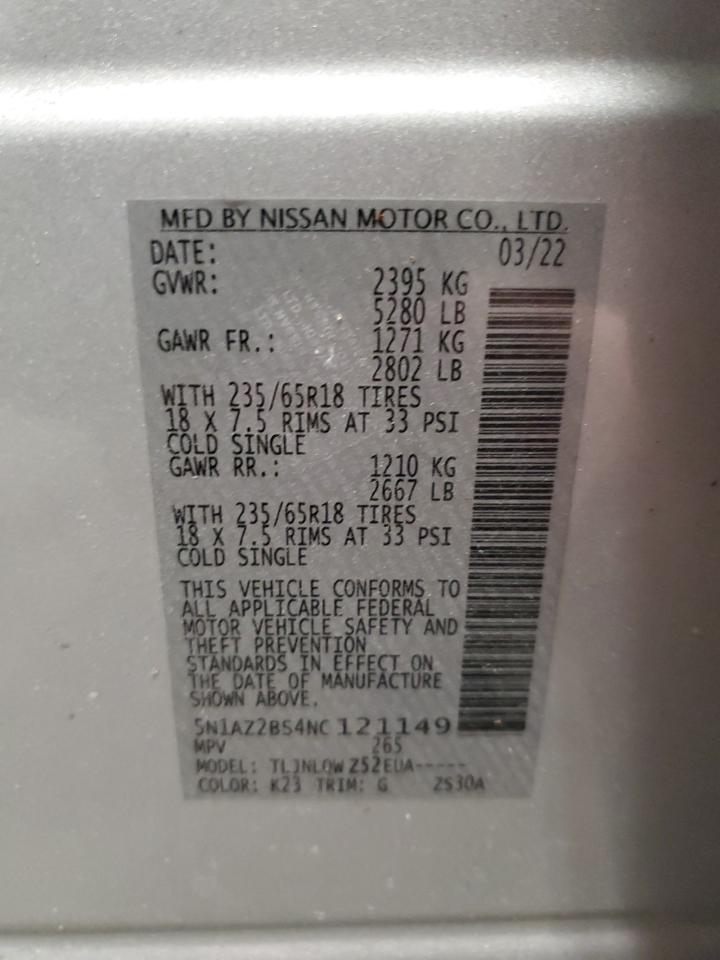 MFD BY NISSAN MOTOR CO., LTD.
DATE: 03/22
GVWR: 2395 KG
5280 LB
GAWR FR.: 1271 KG
2802 LB
WITH 235/65R18 TIRES
18 X 7.5 RIMS AT 33 PSI
COLD SINGLE
GAWR RR.: 1210 KG
2667 LB
WITH 235/65R18 TIRES
18 X 7.5 RIMS AT 33 PSI
COLD SINGLE
THIS VEHICLE CONFORMS TO
ALL APPLICABLE FEDERAL
MOTOR VEHICLE SAFETY AND
THEFT PREVENTION
STANDARDS IN EFFECT ON
THE DATE OF MANUFACTURE
SHOWN ABOVE.
5N1AZ2BS4NC121149
MPV 265
MODEL: TLJNLQW Z52EUA-----
COLOR: K23 TRIM: G ZS30A